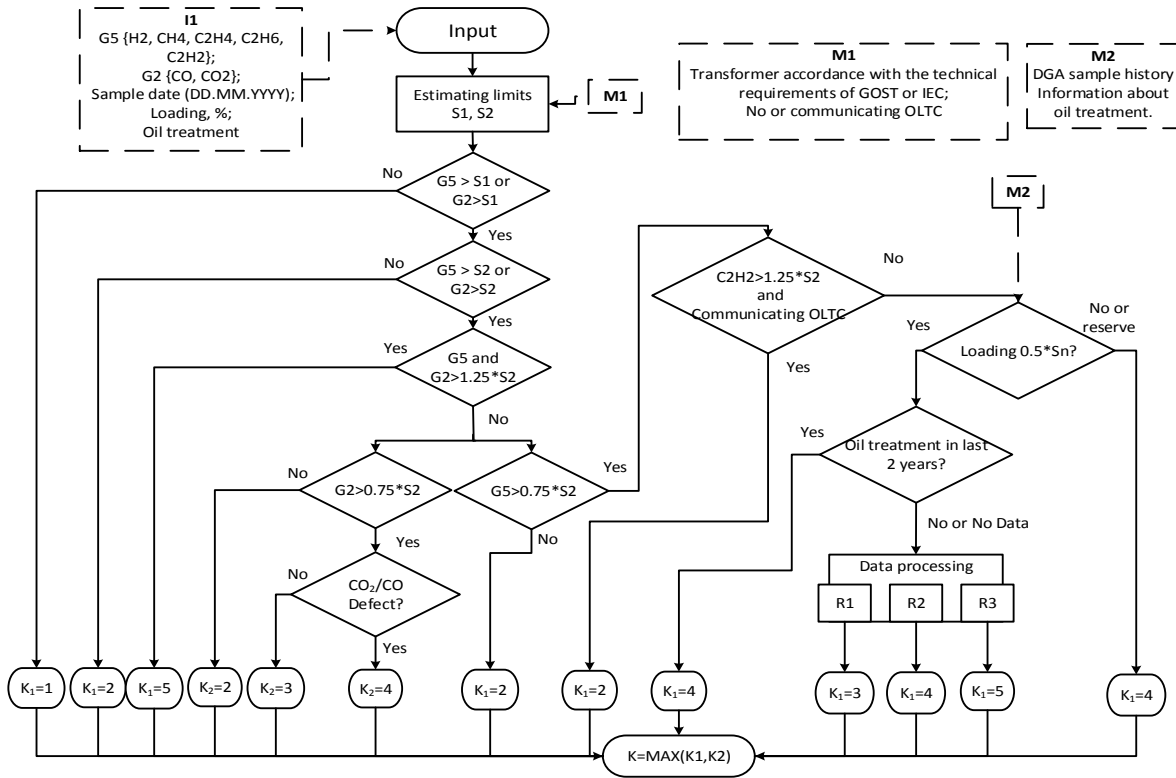 I1
G5 {H2, CH4, C2H4, C2H6,
C2H2};
G2 {CO, CO2};
Sample date (DD.MM.YYYY);
Loading, %;
Oil treatment
Input
Estimating limits
S1, S2
M1
M1
Transformer accordance with the technical
requirements of GOST or IEC;
No or communicating OLTC
M2
DGA sample history
Information about
oil treatment.
No
G5 > S1 or
G2>S1
Yes
No
G5 > S2 or
G2>S2
Yes
Yes
G5 and
G2>1.25*S2
No
M2
C2H2>1.25*S2
and
Communicating OLTC
No
Yes
Yes
Loading 0.5*Sn?
No or
reserve
Yes
Oil treatment in last
2 years?
No or No Data
No
G2>0.75*S2
Yes
G5>0.75*S2
Yes
No
No
CO₂/CO
Defect?
Yes
Data processing
R1
R2
R3
K₁=1
K₁=2
K₁=5
K₂=2
K₂=3
K₂=4
K₁=2
K₁=2
K₁=4
K₁=3
K₁=4
K₁=5
K₁=4
K=MAX(K1,K2)